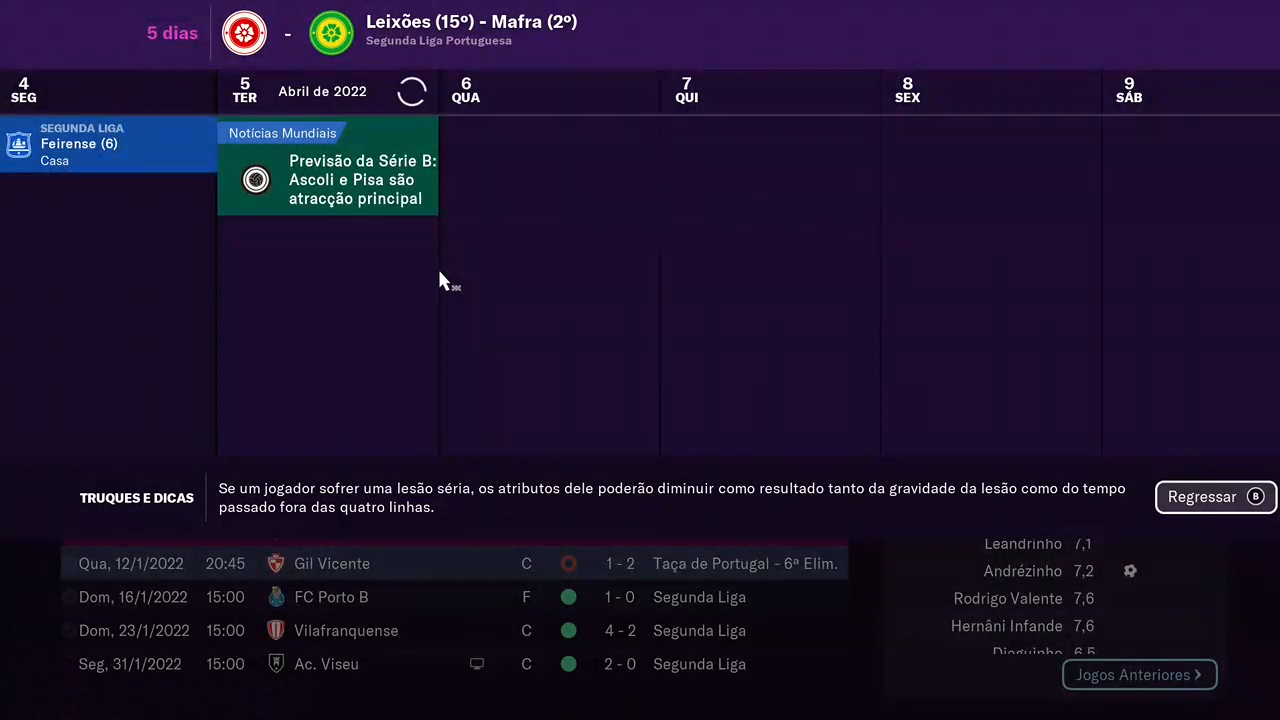 5 dias
-
Leixões (15º) - Mafra (2º)
Segunda Liga Portuguesa
4
SEG
5
TER
Abril de 2022
6
QUA
7
QUI
8
SEX
9
SÁB
SEGUNDA LIGA
Feirense (6)
Casa
Notícias Mundiais
Previsão da Série B:
Ascoli e Pisa são
atracção principal
TRUQUES E DICAS
Se um jogador sofrer uma lesão séria, os atributos dele poderão diminuir como resultado tanto da gravidade da lesão como do tempo
passado fora das quatro linhas.
Regressar B
Qua, 12/1/2022 20:45 Gil Vicente C 1 - 2 Taça de Portugal - 6ª Elim.
Dom, 16/1/2022 15:00 FC Porto B F 1 - 0 Segunda Liga
Dom, 23/1/2022 15:00 Vilafranquense C 4 - 2 Segunda Liga
Seg, 31/1/2022 15:00 Ac. Viseu C 2 - 0 Segunda Liga
Leandrinho 7,1
Andrézinho 7,2
Rodrigo Valente 7,6
Hernâni Infande 7,6
Dieguinho 6,5
Jogos Anteriores